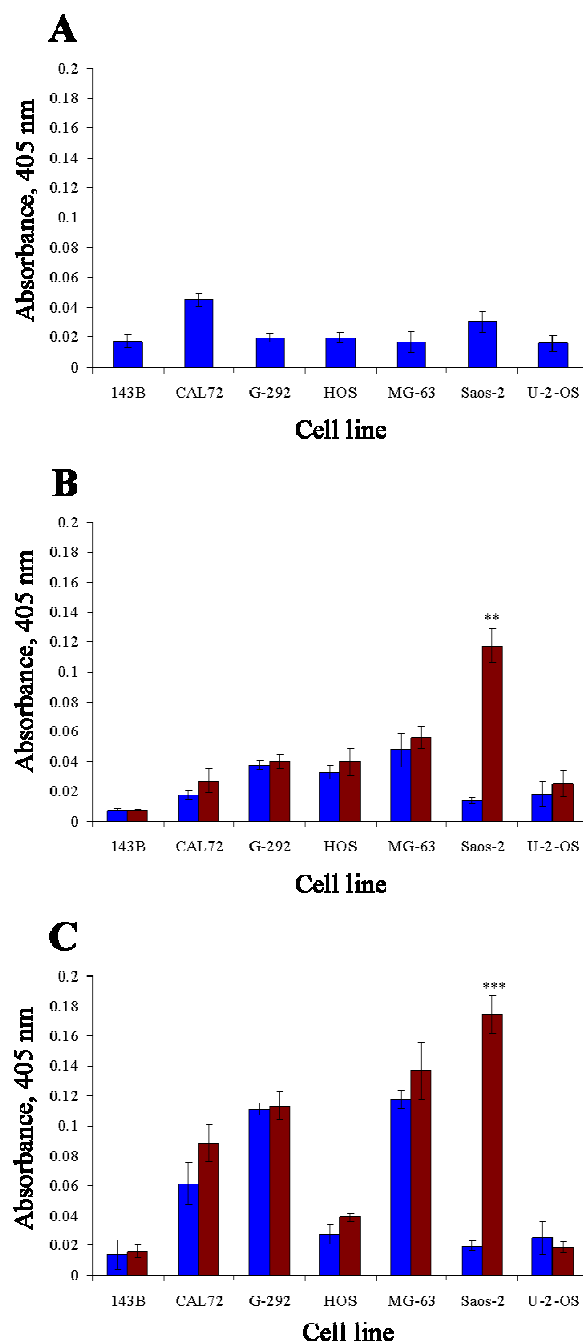 A
Absorbance, 405 nm
0.2
0.18
0.16
0.14
0.12
0.1
0.08
0.06
0.04
0.02
0
143B CAL72 G-292 HOS MG-63 Saos-2 U-2-OS
Cell line
B
Absorbance, 405 nm
0.2
0.18
0.16
0.14
0.12
0.1
0.08
0.06
0.04
0.02
0
**
143B CAL72 G-292 HOS MG-63 Saos-2 U-2-OS
Cell line
C
Absorbance, 405 nm
0.2
0.18
0.16
0.14
0.12
0.1
0.08
0.06
0.04
0.02
0
***
143B CAL72 G-292 HOS MG-63 Saos-2 U-2-OS
Cell line